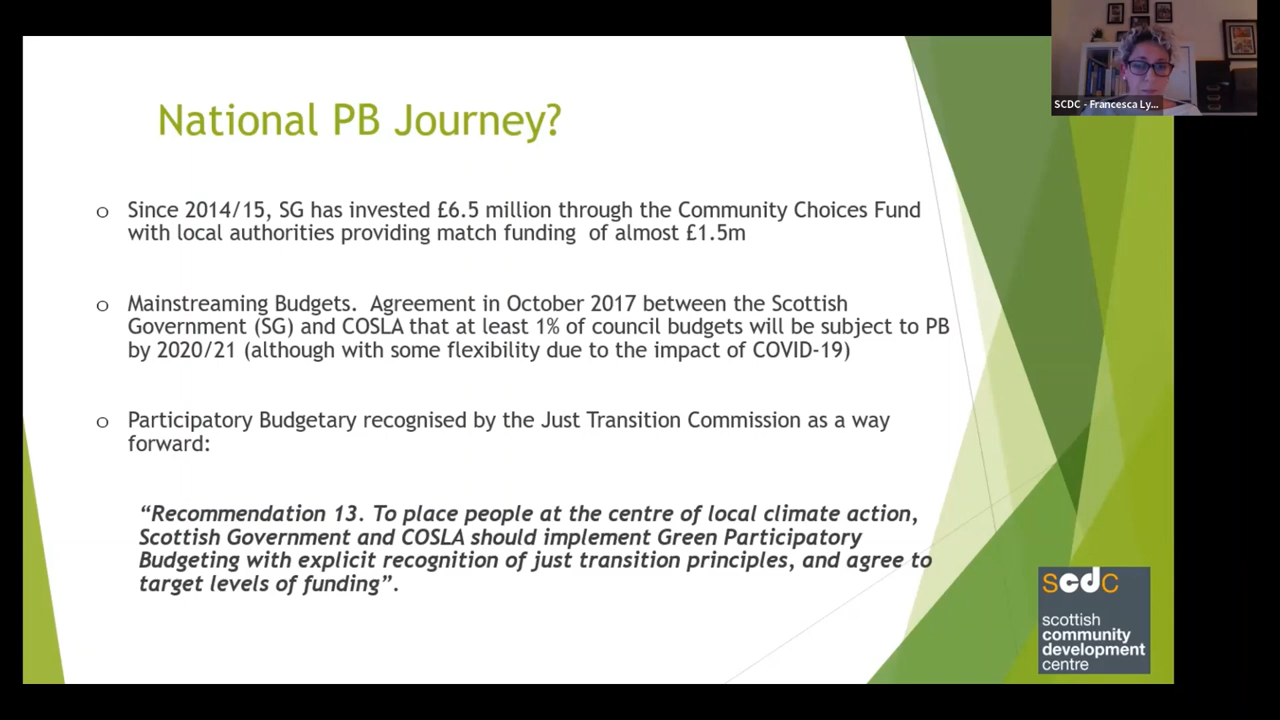 National PB Journey?
SCDC - Francesca Ly...
o Since 2014/15, SG has invested £6.5 million through the Community Choices Fund
with local authorities providing match funding  of almost £1.5m
o Mainstreaming Budgets.  Agreement in October 2017 between the Scottish
Government (SG) and COSLA that at least 1% of council budgets will be subject to PB
by 2020/21 (although with some flexibility due to the impact of COVID-19)
o Participatory Budgetary recognised by the Just Transition Commission as a way
forward:
“Recommendation 13. To place people at the centre of local climate action,
Scottish Government and COSLA should implement Green Participatory
Budgeting with explicit recognition of just transition principles, and agree to
target levels of funding”.
scdc
scottish
community
development
centre